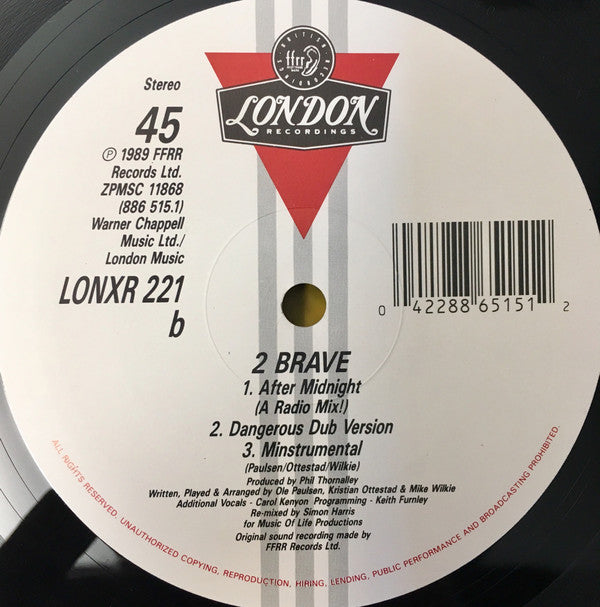 BRITISH
ffrr
RECORDINGS
LONDON
RECORDINGS
Stereo
45
℗ 1989 FFRR
Records Ltd.
ZPMSC 11868
(886 515.1)
Warner Chappell
Music Ltd./
London Music
LONXR 221
b
0 42288 65151 2
2 BRAVE
1. After Midnight
(A Radio Mix!)
2. Dangerous Dub Version
3. Minstrumental
(Paulsen/Ottestad/Wilkie)
Produced by Phil Thornalley
Written, Played & Arranged by Ole Paulsen, Kristian Ottestad & Mike Wilkie
Additional Vocals - Carol Kenyon Programming - Keith Furnley
Re-mixed by Simon Harris
for Music Of Life Productions
Original sound recording made by
FFRR Records Ltd.
ALL RIGHTS RESERVED. UNAUTHORIZED COPYING, REPRODUCTION, HIRING, LENDING, PUBLIC PERFORMANCE AND BROADCASTING PROHIBITED.